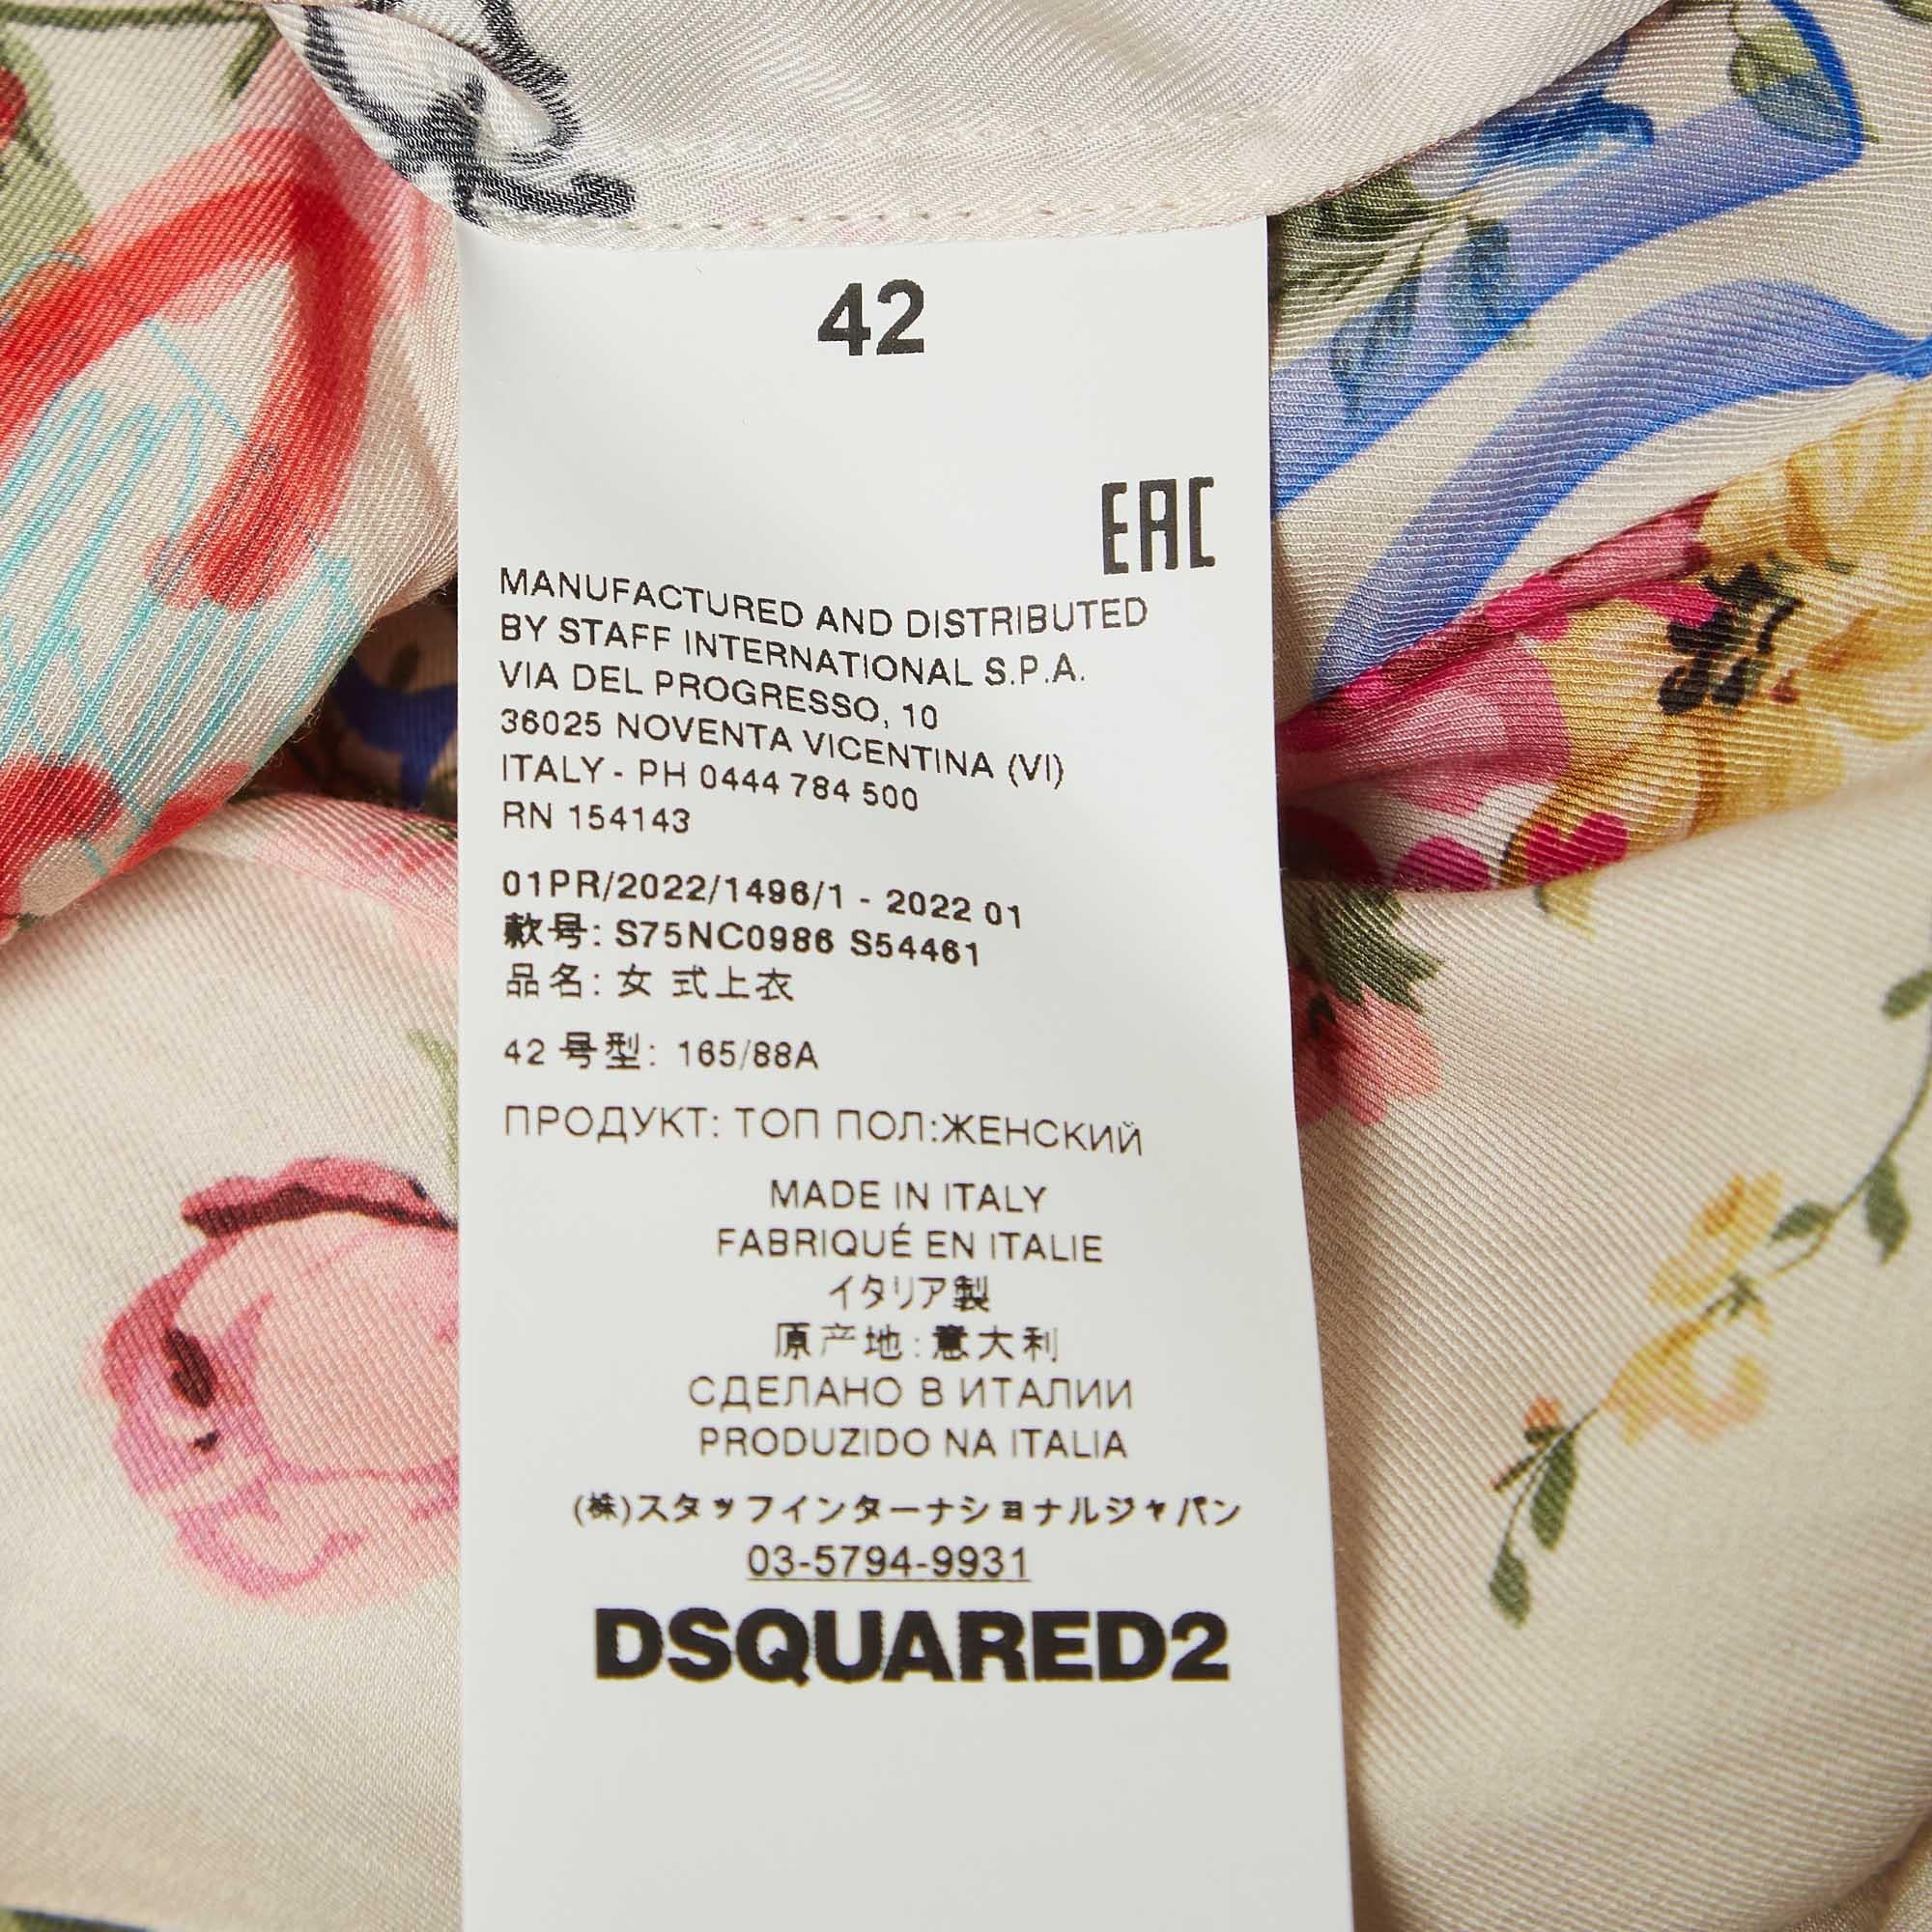 42
EAC
MANUFACTURED AND DISTRIBUTED
BY STAFF INTERNATIONAL S.P.A.
VIA DEL PROGRESSO, 10
36025 NOVENTA VICENTINA (VI)
ITALY - PH 0444 784 500
RN 154143
01PR/2022/1496/1 - 2022 01
款号: S75NC0986 S54461
品名: 女 式上衣
42 号型: 165/88A
ПРОДУКТ: ТОП ПОЛ:ЖЕНСКИЙ
MADE IN ITALY
FABRIQUÉ EN ITALIE
イタリア製
原产地:意大利
СДЕЛАНО В ИТАЛИИ
PRODUZIDO NA ITALIA
(株)スタッフインターナショナルジャパン
03-5794-9931
DSQUARED2